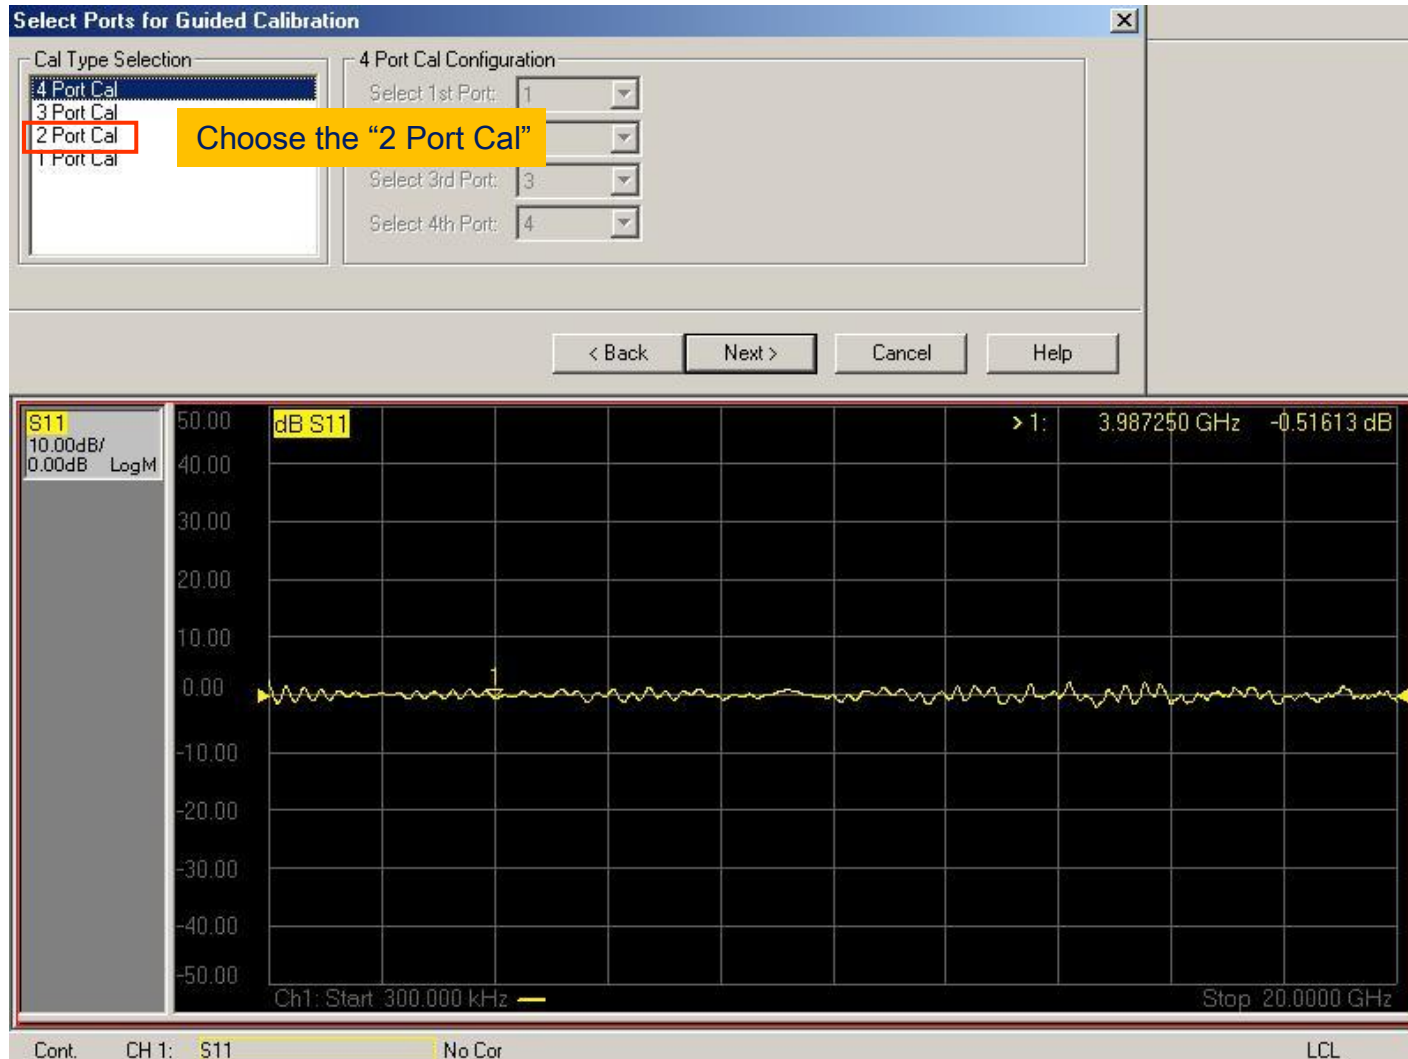 Select Ports for Guided Calibration
Cal Type Selection
4 Port Cal
3 Port Cal
2 Port Cal
1 Port Cal
Choose the “2 Port Cal”
4 Port Cal Configuration
Select 1st Port: 1
Select 3rd Port: 3
Select 4th Port: 4
< Back Next > Cancel Help
S11
10.00dB/
0.00dB LogM
dB S11
> 1: 3.987250 GHz -0.51613 dB
50.00
40.00
30.00
20.00
10.00
0.00
-10.00
-20.00
-30.00
-40.00
-50.00
1
Ch1: Start 300.000 kHz
Stop 20.0000 GHz
Cont. CH 1: S11 No Cor LCL